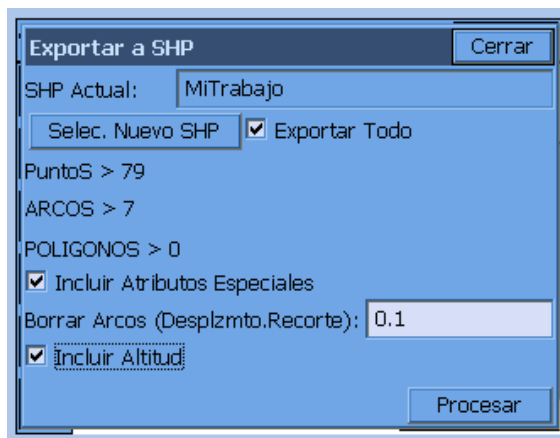 Exportar a SHP Cerrar
SHP Actual: MiTrabajo
Selec. Nuevo SHP Exportar Todo
PuntoS > 79
ARCOS > 7
POLIGONOS > 0
Incluir Atributos Especiales
Borrar Arcos (Desplzmto.Recorte): 0.1
Incluir Altitud
Procesar